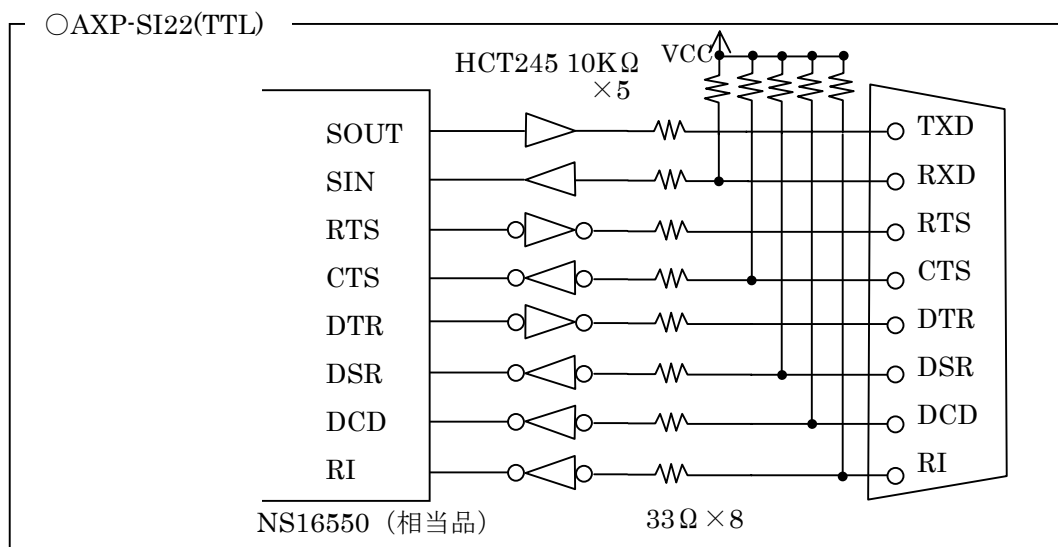 ○AXP-SI22(TTL)
HCT245 10KΩ
×5
VCC
SOUT
TXD
SIN
RXD
RTS
RTS
CTS
CTS
DTR
DTR
DSR
DSR
DCD
DCD
RI
RI
NS16550（相当品）
33Ω×8